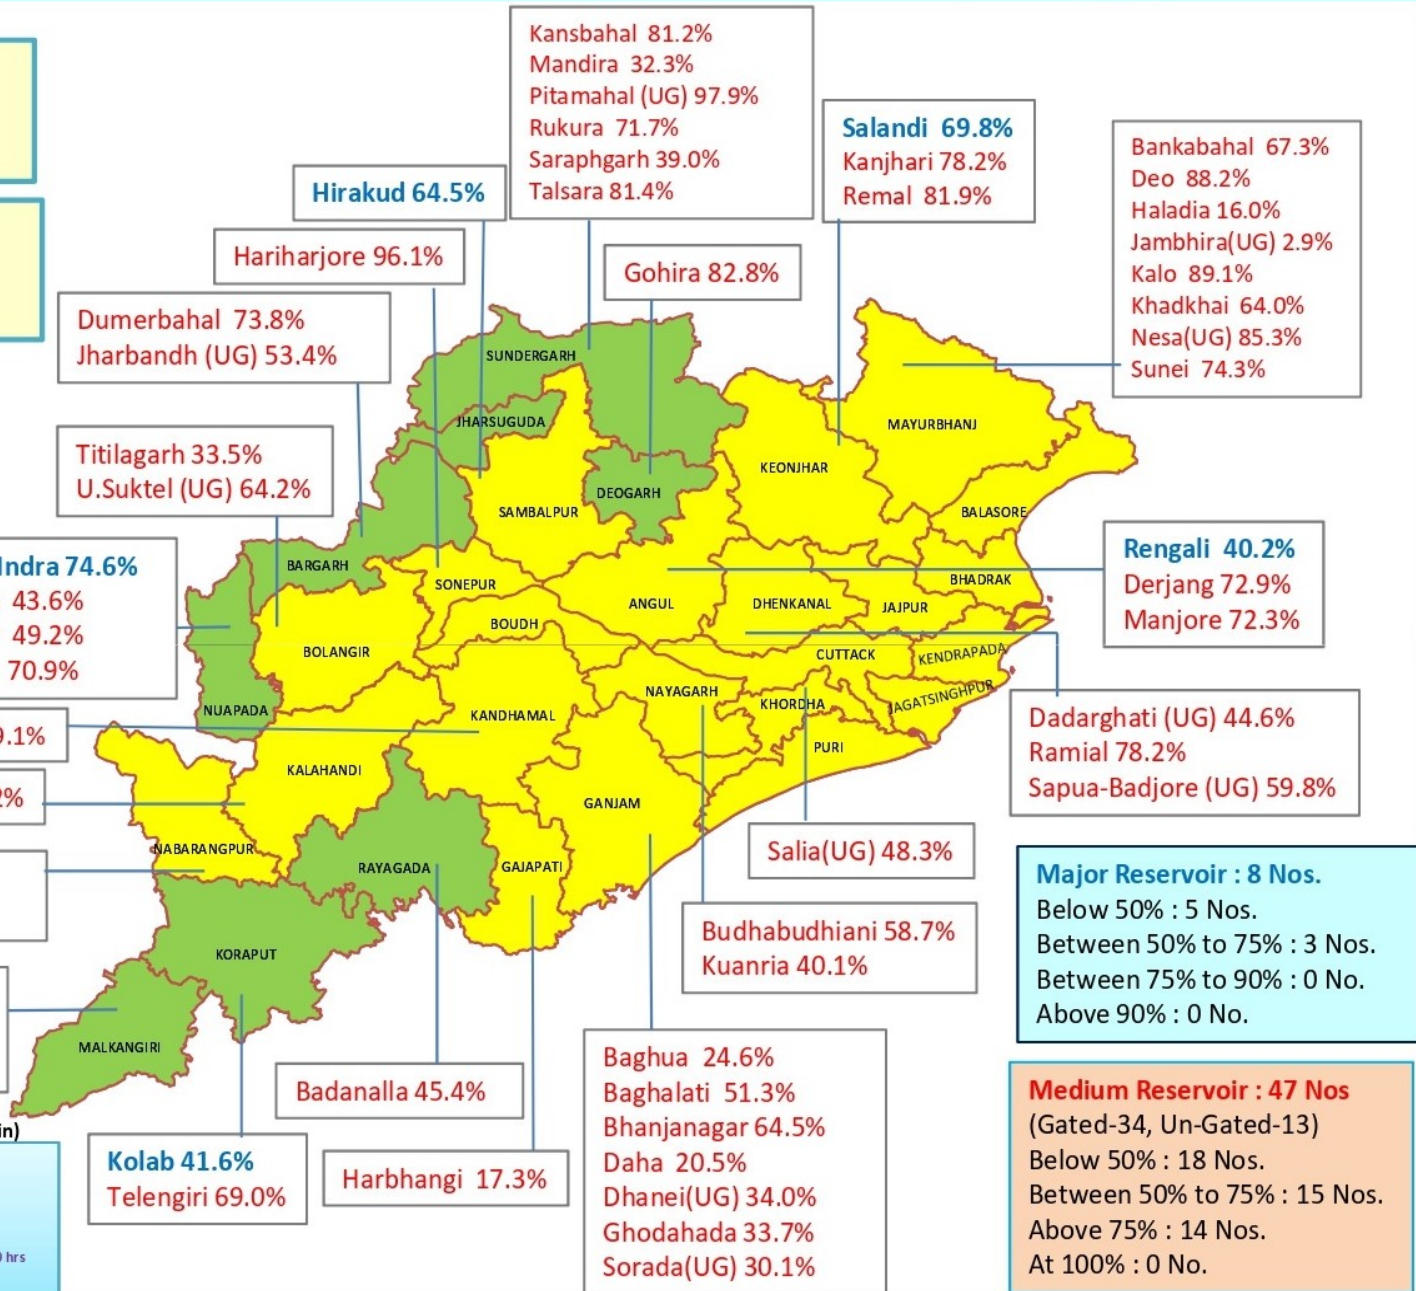 Kansbahal 81.2%
Mandira 32.3%
Pitamahal (UG) 97.9%
Rukura 71.7%
Saraphgarh 39.0%
Talsara 81.4%
Salandi 69.8%
Kanjhari 78.2%
Remal 81.9%
Bankabahal 67.3%
Deo 88.2%
Haladia 16.0%
Jambhira(UG) 2.9%
Kalo 89.1%
Khadkhai 64.0%
Nesa(UG) 85.3%
Sunei 74.3%
Hirakud 64.5%
Hariharjore 96.1%
Gohira 82.8%
Dumerbahal 73.8%
Jharbandh (UG) 53.4%
Titilagarh 33.5%
U.Suktel (UG) 64.2%
Indra 74.6%
43.6%
49.2%
70.9%
9.1%
2%
SUNDERGARH
JHARSUGUDA
SAMBALPUR
DEOGARH
KEONJHAR
MAYURBHANJ
BALASORE
BARGARH
SONEPUR
BOUDH
ANGUL
DHENKANAL
JAJPUR
BHADRAK
BOLANGIR
CUTTACK
KENDRAPADA
NUAPADA
KANDHAMAL
NAYAGARH
KHORDHA
JAGATSINGHPUR
PURI
KALAHANDI
GANJAM
NABARANGPUR
RAYAGADA
GAJAPATI
KORAPUT
MALKANGIRI
Rengali 40.2%
Derjang 72.9%
Manjore 72.3%
Dadarghati (UG) 44.6%
Ramial 78.2%
Sapua-Badjore (UG) 59.8%
Salia(UG) 48.3%
Budhabudhiani 58.7%
Kuanria 40.1%
Badanalla 45.4%
Kolab 41.6%
Telengiri 69.0%
Harbhangi 17.3%
Baghua 24.6%
Baghalati 51.3%
Bhanjanagar 64.5%
Daha 20.5%
Dhanei(UG) 34.0%
Ghodahada 33.7%
Sorada(UG) 30.1%
Major Reservoir : 8 Nos.
Below 50% : 5 Nos.
Between 50% to 75% : 3 Nos.
Between 75% to 90% : 0 No.
Above 90% : 0 No.
Medium Reservoir : 47 Nos
(Gated-34, Un-Gated-13)
Below 50% : 18 Nos.
Between 50% to 75% : 15 Nos.
Above 75% : 14 Nos.
At 100% : 0 No.
in)
hrs